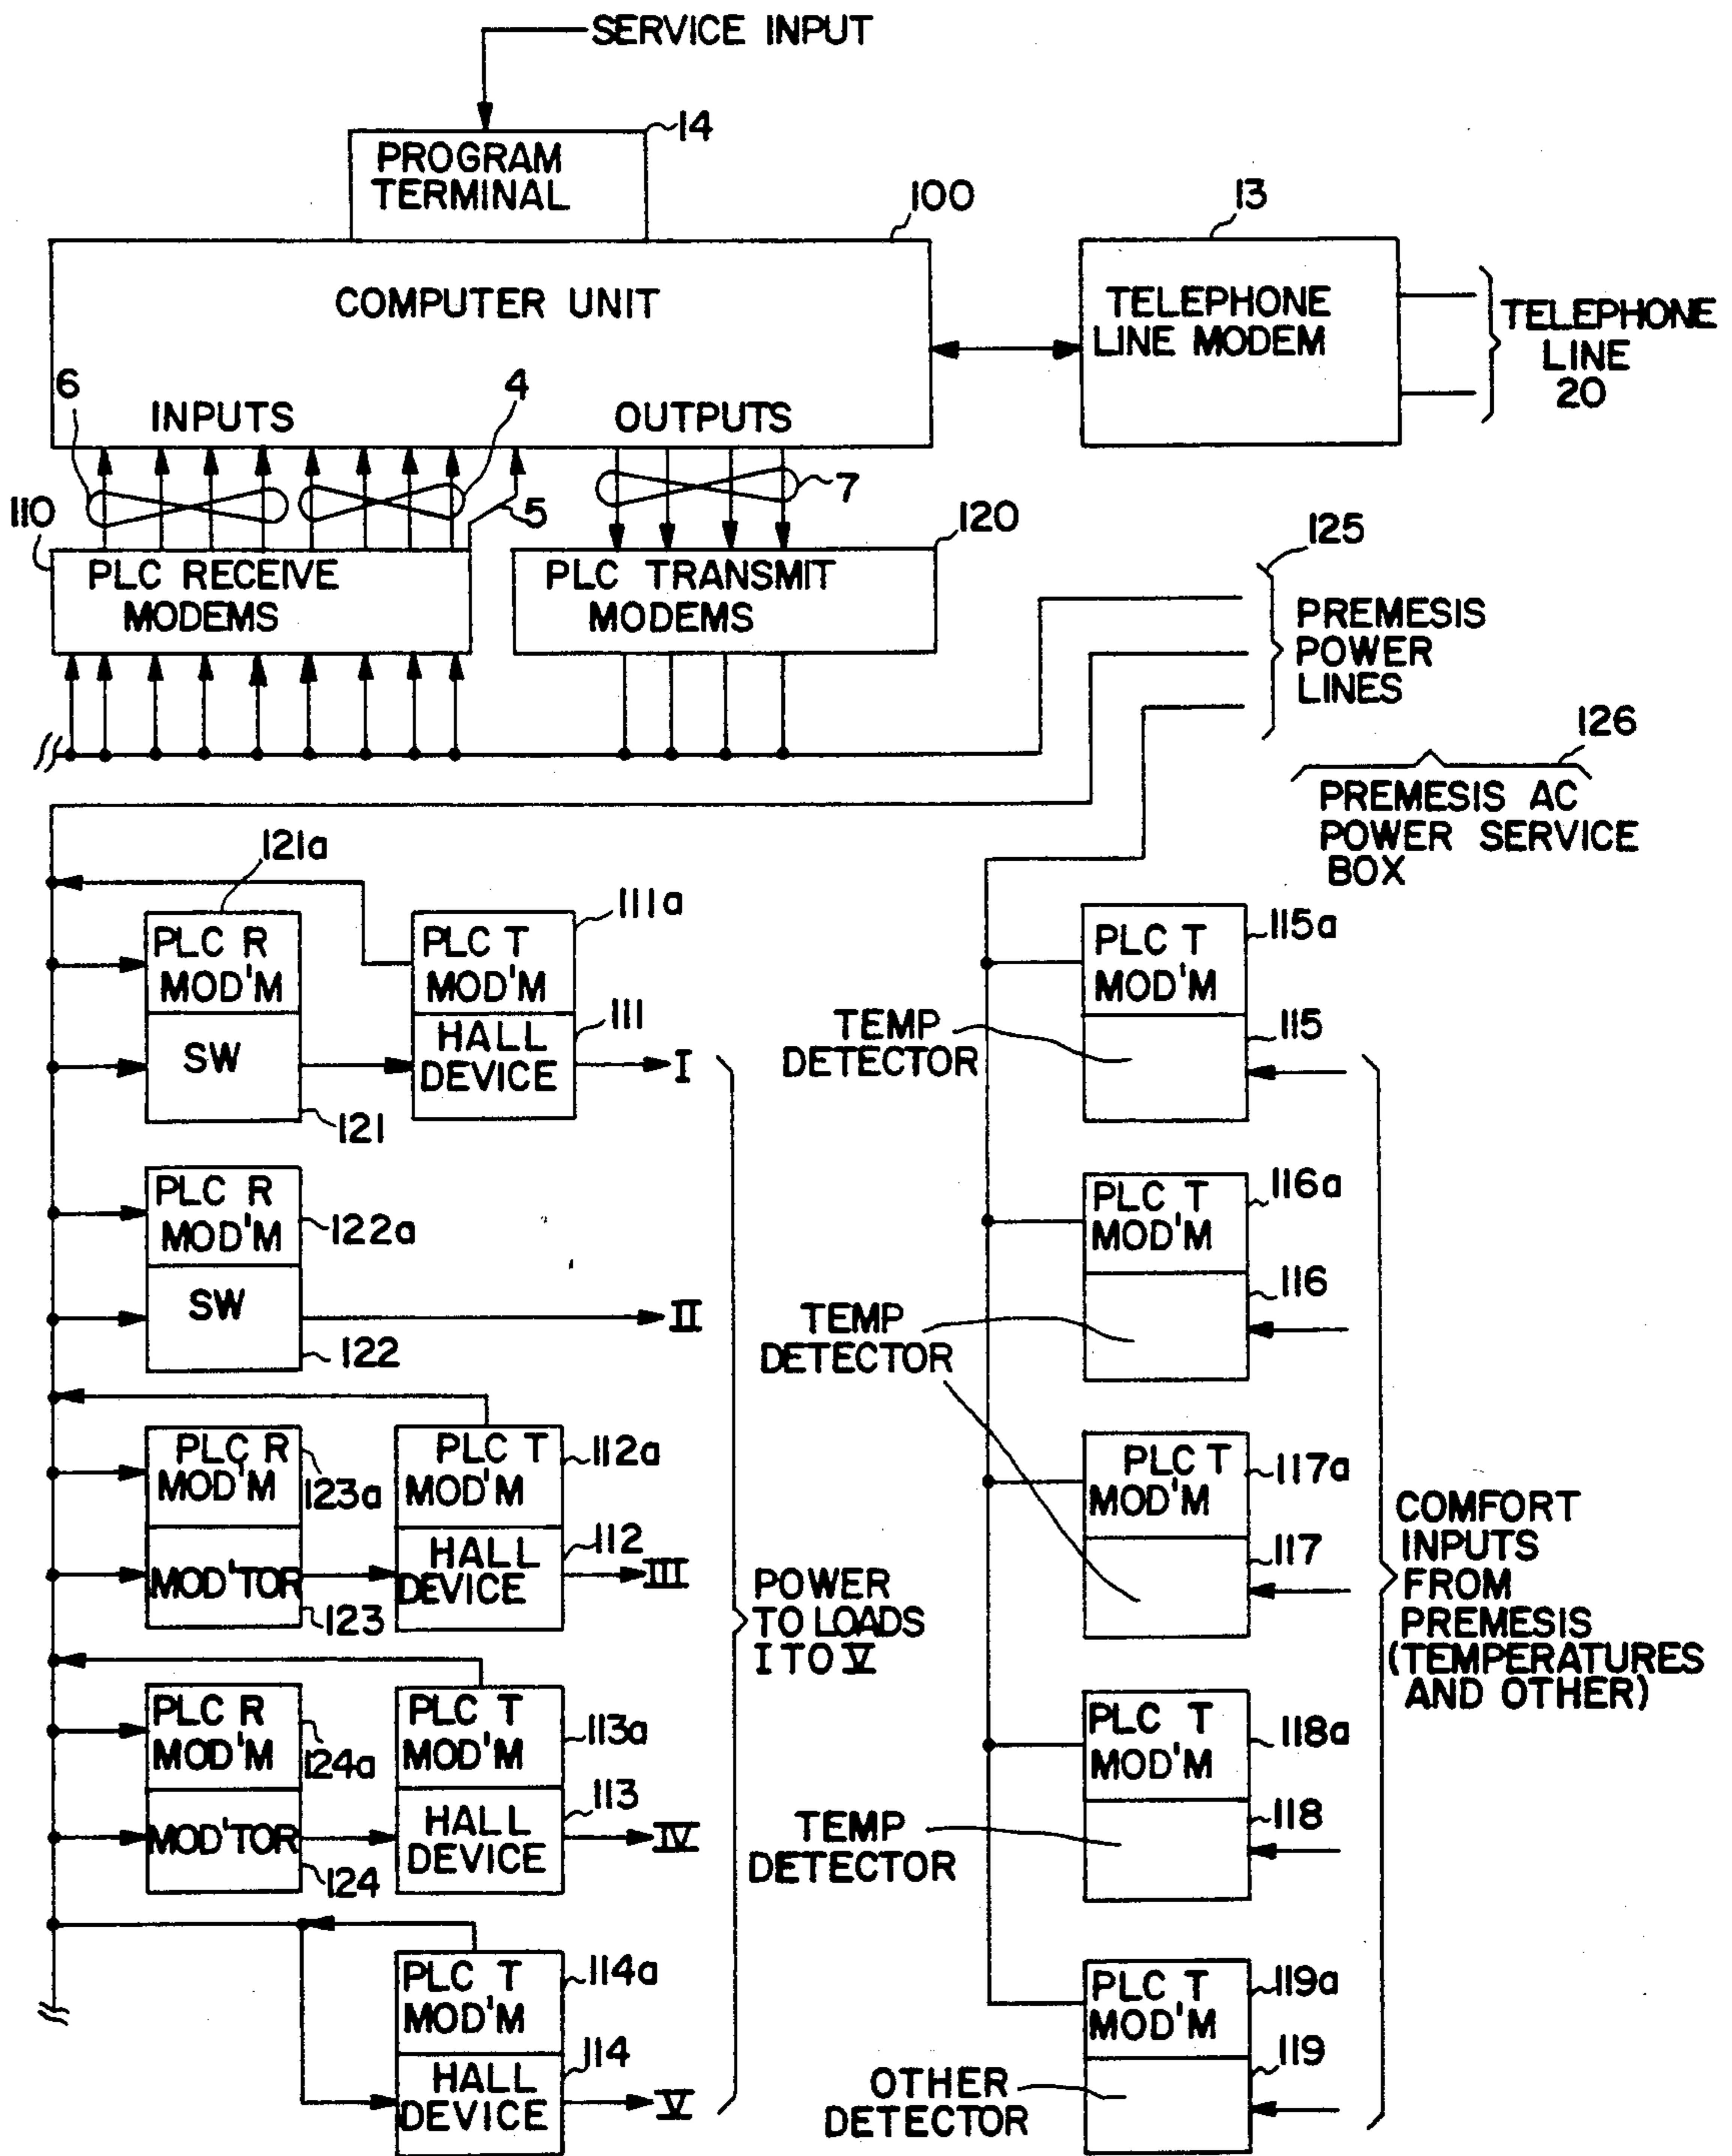 SERVICE INPUT
14
PROGRAM
TERMINAL
100
13
COMPUTER UNIT
TELEPHONE
LINE MODEM
TELEPHONE
LINE
20
6
INPUTS
4
OUTPUTS
7
110
5
120
PLC RECEIVE
MODEMS
PLC TRANSMIT
MODEMS
125
PREMESIS
POWER
LINES
126
PREMESIS AC
POWER SERVICE
BOX
121a
111a
PLC R
MOD'M
PLC T
MOD'M
SW
HALL
DEVICE
111
I
121
PLC R
MOD'M
122a
SW
II
122
PLC R
MOD'M
123a
PLC T
MOD'M
112a
MOD'TOR
123
HALL
DEVICE
112
III
PLC R
MOD'M
124a
PLC T
MOD'M
113a
MOD'TOR
124
HALL
DEVICE
113
IV
PLC T
MOD'M
114a
HALL
DEVICE
114
V
POWER
TO LOADS
I TO V
PLC T
MOD'M
115a
TEMP
DETECTOR
115
PLC T
MOD'M
116a
116
TEMP
DETECTOR
PLC T
MOD'M
117a
117
PLC T
MOD'M
118a
TEMP
DETECTOR
118
PLC T
MOD'M
119a
OTHER
DETECTOR
119
COMFORT
INPUTS
FROM
PREMESIS
(TEMPERATURES
AND OTHER)